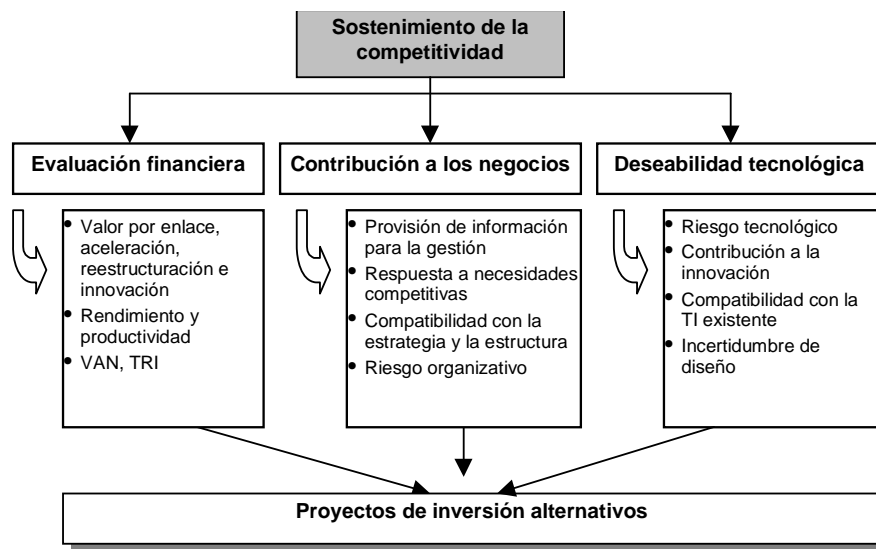 Sostenimiento de la
competitividad
Evaluación financiera
Contribución a los negocios
Deseabilidad tecnológica
• Valor por enlace,
aceleración,
reestructuración e
innovación
• Rendimiento y
productividad
• VAN, TRI
• Provisión de información
para la gestión
• Respuesta a necesidades
competitivas
• Compatibilidad con la
estrategia y la estructura
• Riesgo organizativo
• Riesgo tecnológico
• Contribución a la
innovación
• Compatibilidad con la
TI existente
• Incertidumbre de
diseño
Proyectos de inversión alternativos